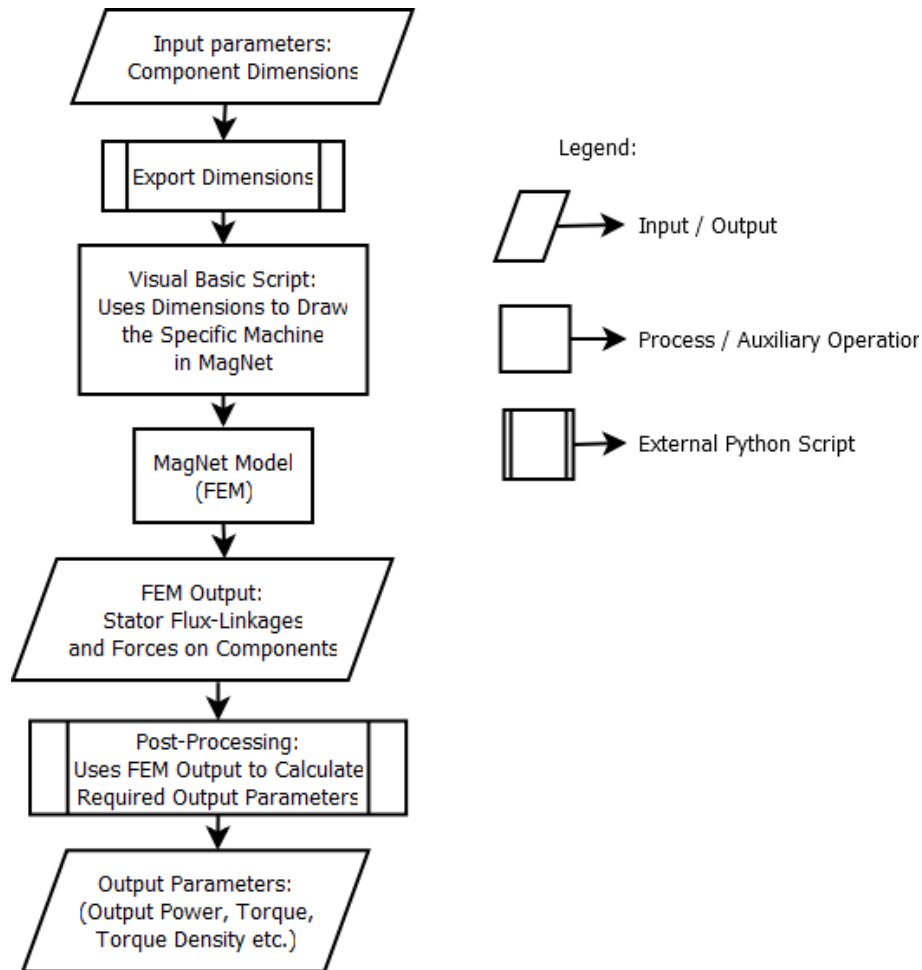 Input parameters:
Component Dimensions
Export Dimensions
Visual Basic Script:
Uses Dimensions to Draw
the Specific Machine
in MagNet
MagNet Model
(FEM)
FEM Output:
Stator Flux-Linkages
and Forces on Components
Post-Processing:
Uses FEM Output to Calculate
Required Output Parameters
Output Parameters:
(Output Power, Torque,
Torque Density etc.)
Legend:
Input / Output
Process / Auxiliary Operation
External Python Script